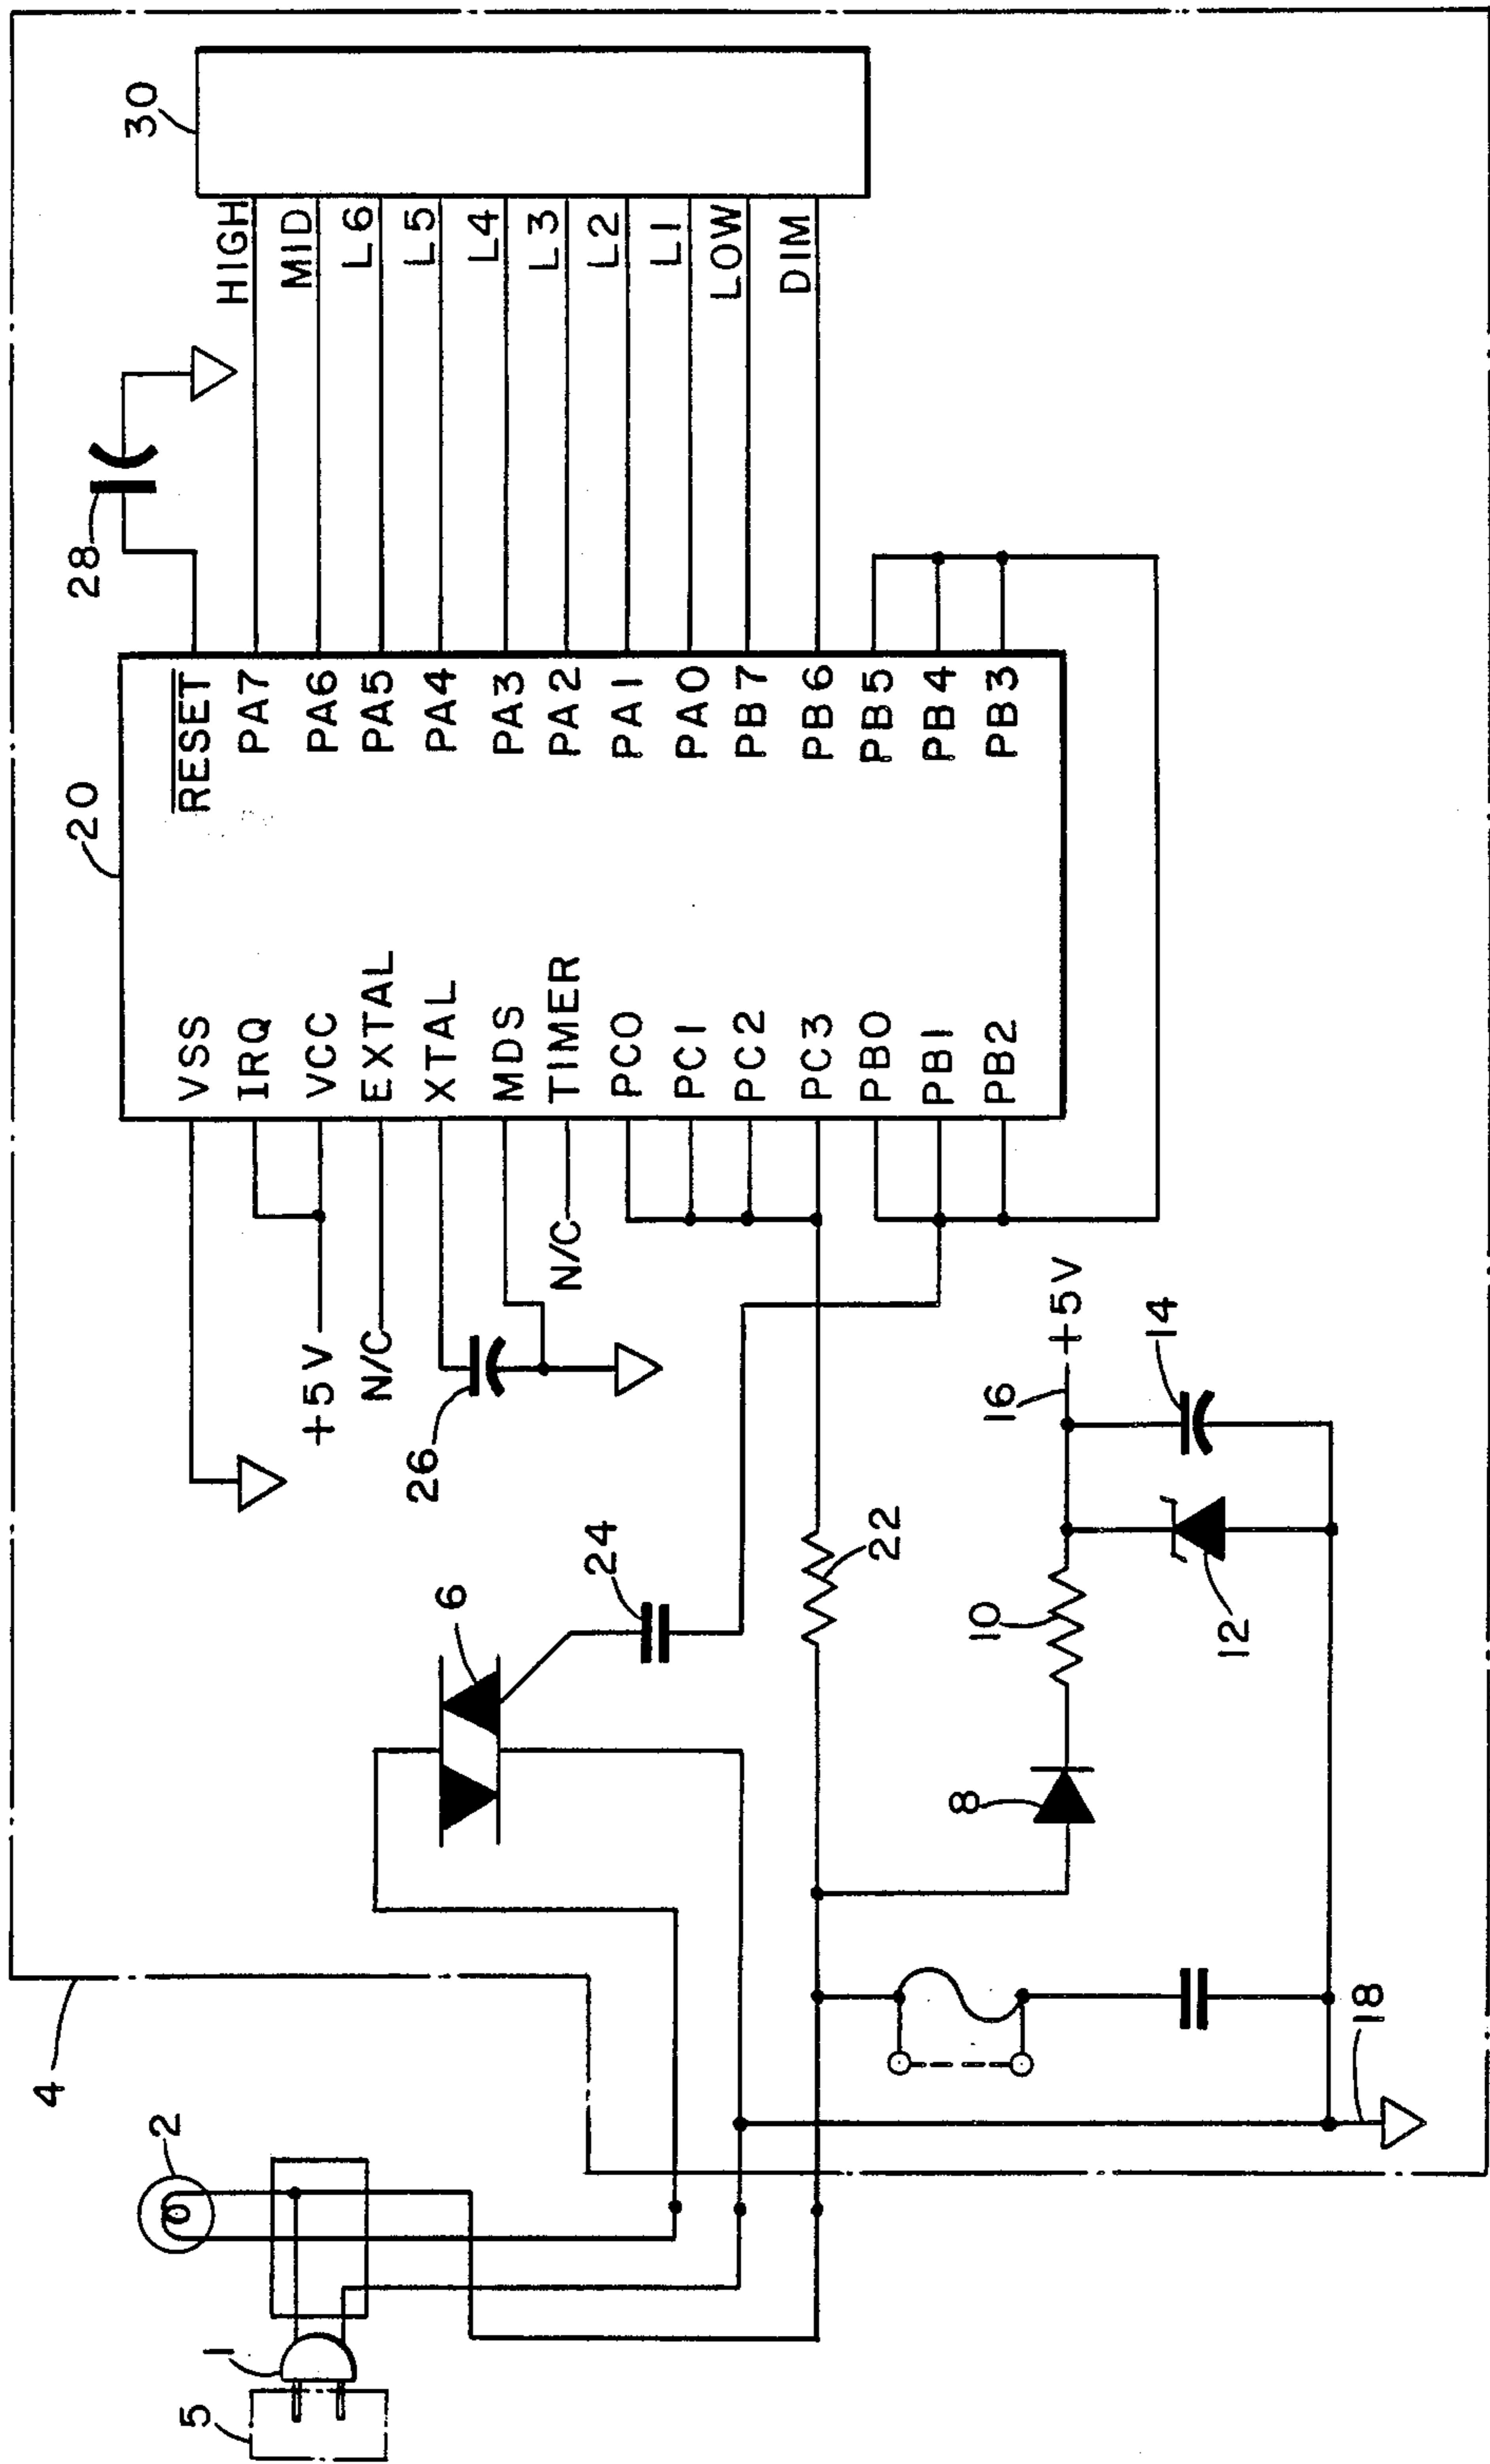 4
20
28
30
VSS
IRQ
VCC
EXTAL
XTAL
MDS
TIMER
PC0
PC1
PC2
PC3
PB0
PB1
PB2
RESET
PA7
PA6
PA5
PA4
PA3
PA2
PA1
PA0
PB7
PB6
PB5
PB4
PB3
HIGH
MID
L6
L5
L4
L3
L2
L1
LOW
DIM
+5V
N/C
26
N/C
2
1
5
6
24
22
8
10
12
16
+5V
14
18